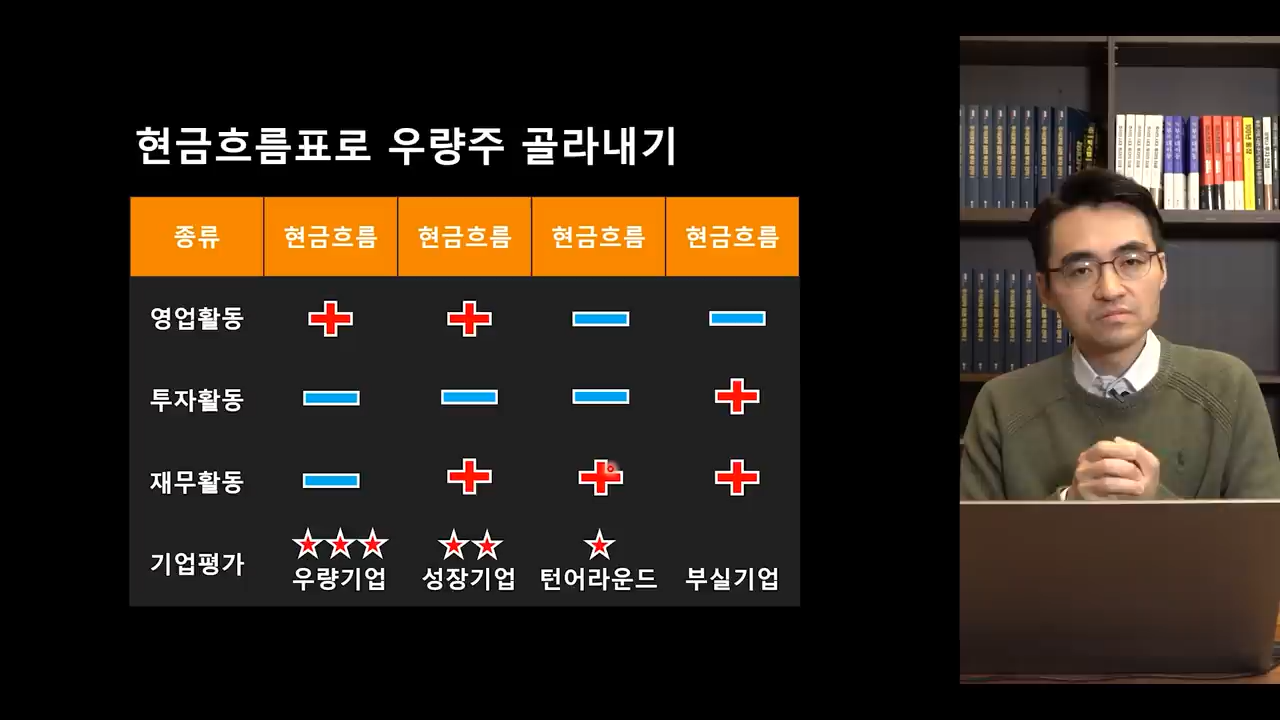 현금흐름표로 우량주 골라내기
종류 현금흐름 현금흐름 현금흐름 현금흐름
영업활동 + + - -
투자활동 - - - +
재무활동 - + + +
기업평가 ★★★ ★★ ★
우량기업 성장기업 턴어라운드 부실기업